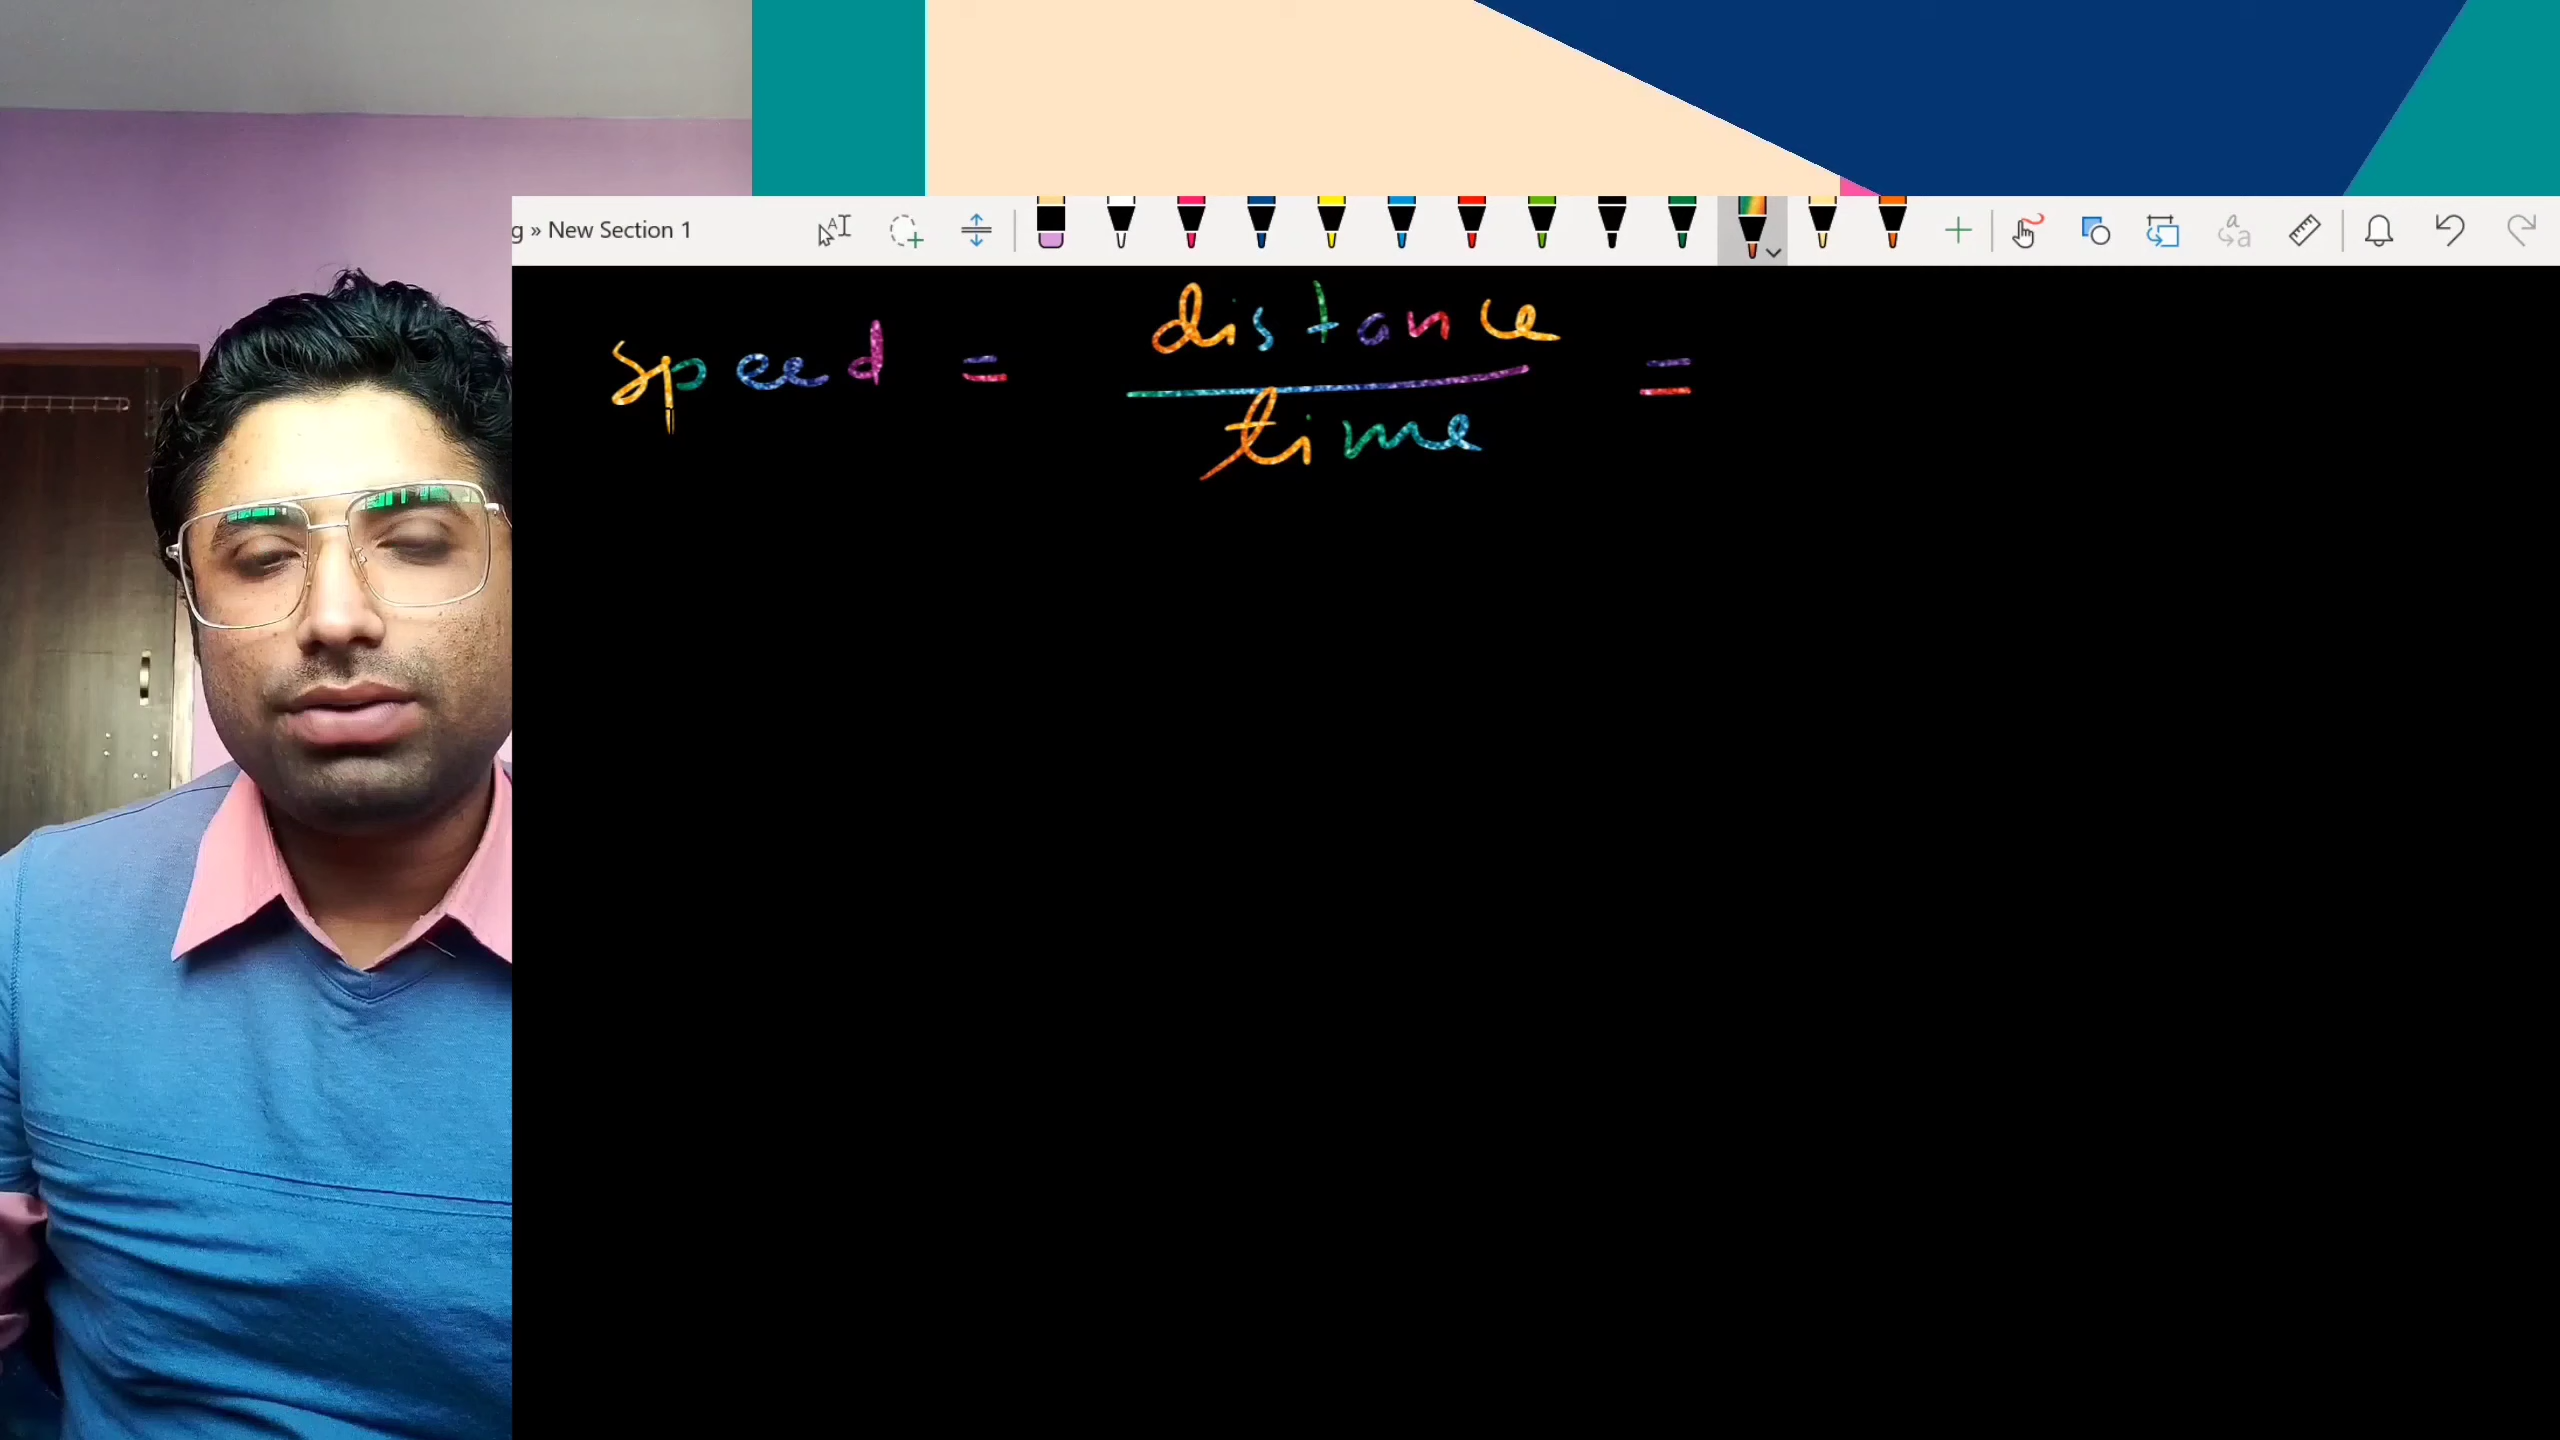 g » New Section 1
speed = distance / time =